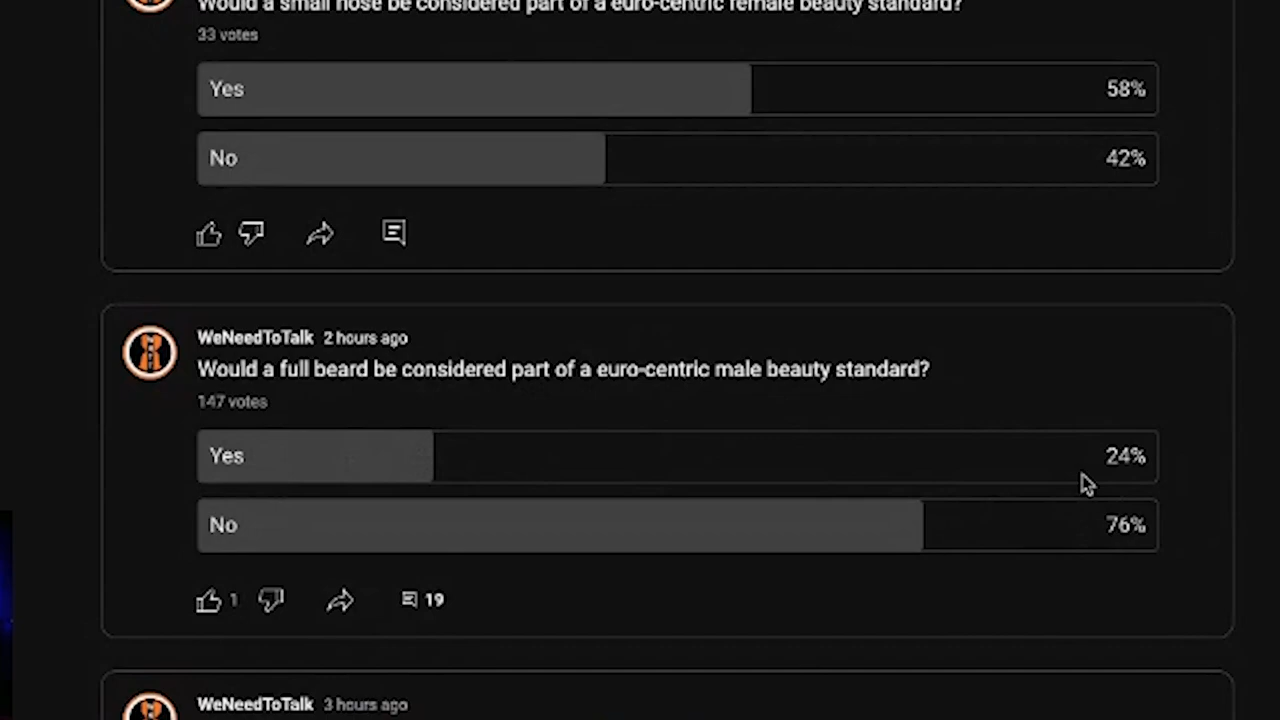 Would a small nose be considered part of a euro-centric female beauty standard?
33 votes
Yes 58%
No 42%
WeNeedToTalk 2 hours ago
Would a full beard be considered part of a euro-centric male beauty standard?
147 votes
Yes 24%
No 76%
1 19
WeNeedToTalk 3 hours ago